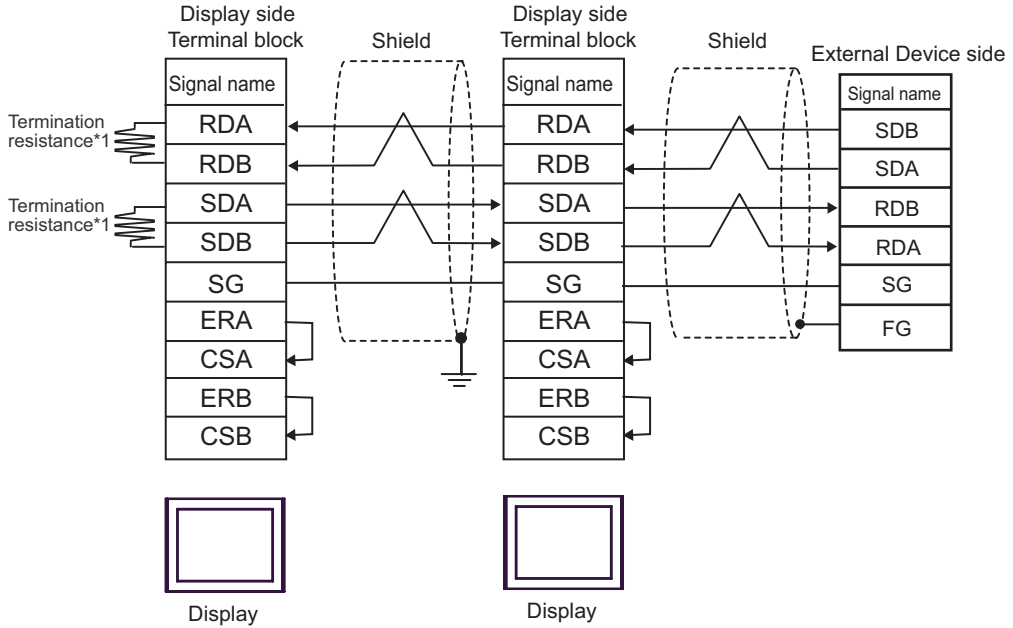 Display side
Terminal block
Shield
Display side
Terminal block
Shield
External Device side
Signal name
RDA
RDB
SDA
SDB
SG
ERA
CSA
ERB
CSB
Termination
resistance*1
Termination
resistance*1
Signal name
RDA
RDB
SDA
SDB
SG
ERA
CSA
ERB
CSB
Signal name
SDB
SDA
RDB
RDA
SG
FG
Display
Display